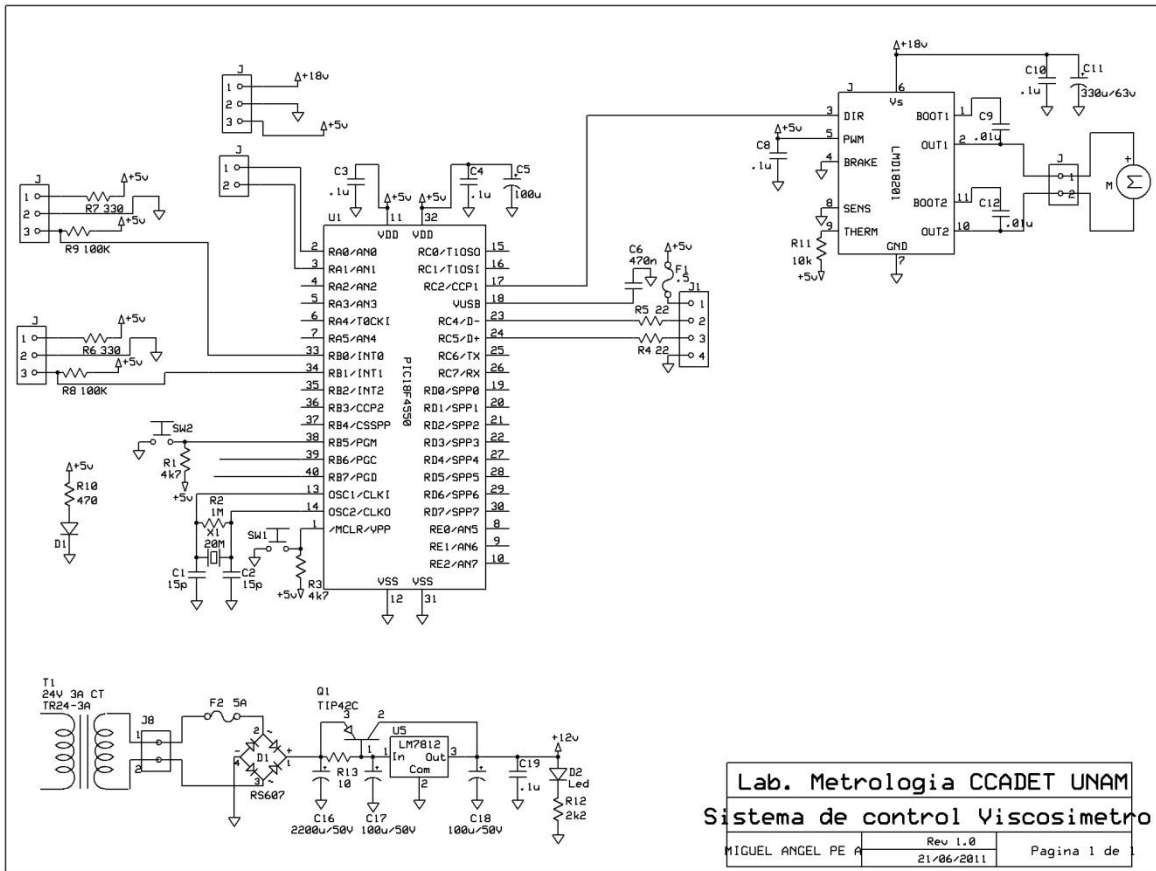 J
1
2
3
+18v
+5v
J
1
2
J
1
2
3
+5v
R7 330
+5v
R9 100K
J
1
2
3
+5v
R6 330
+5v
R8 100K
C3
.1u
+5v
+5v
C4
.1u
C5
100u
U1
11
32
VDD
VDD
PIC18F4550
2 RA0/AN0
3 RA1/AN1
4 RA2/AN2
5 RA3/AN3
6 RA4/T0CKI
7 RA5/AN4
33 RB0/INT0
34 RB1/INT1
35 RB2/INT2
36 RB3/CCP2
37 RB4/CSSPP
38 RB5/PGM
39 RB6/PGC
40 RB7/PGD
13 OSC1/CLKI
14 OSC2/CLKO
1 /MCLR/VPP
RC0/T1OSO 15
RC1/T1OSI 16
RC2/CCP1 17
VUSB 18
RC4/D- 23
RC5/D+ 24
RC6/TX 25
RC7/RX 26
RD0/SPP0 19
RD1/SPP1 20
RD2/SPP2 21
RD3/SPP3 22
RD4/SPP4 27
RD5/SPP5 28
RD6/SPP6 29
RD7/SPP7 30
RE0/AN5 8
RE1/AN6 9
RE2/AN7 10
VSS
VSS
12
31
SW2
R1
4k7
+5v
+5v
R10
470
D1
R2
1M
X1
20M
C1
15p
C2
15p
SW1
R3
4k7
+5v
C6
470n
+5v
F1
.5
J1
1
2
3
4
R5 22
R4 22
+18v
C10
.1u
C11
330u/63v
J
6
Vs
LMD18201
3 DIR
5 PWM
4 BRAKE
8 SENS
9 THERM
BOOT1 1
OUT1 2
BOOT2 11
OUT2 10
GND
7
+5v
C8
.1u
R11
10k
+5v
C9
.01u
C12
.01u
J
1
2
+
M
Σ
T1
24V 3A CT
TR24-3A
J8
1
2
F2 5A
2 ~
-
4
D1
+
1
3 ~
RS607
Q1
TIP42C
3
2
1
R13
10
C16
2200u/50V
C17
100u/50V
U5
LM7812
1 In
Out 3
Com
2
C18
100u/50V
C19
.1u
+12v
D2
Led
R12
2k2
Lab. Metrologia CCADET UNAM
Sistema de control Viscosimetro
MIGUEL ANGEL PE A
Rev 1.0
21/06/2011
Pagina 1 de 1